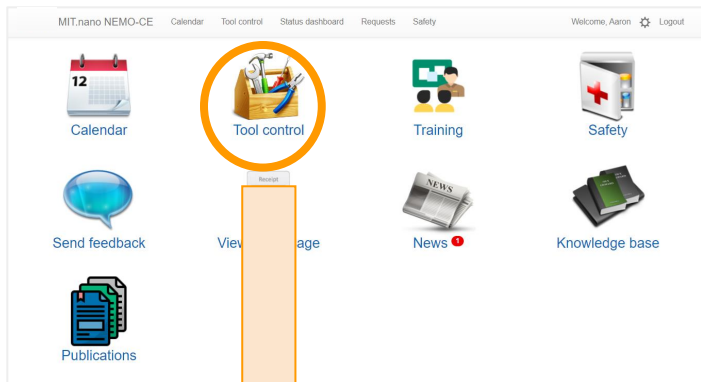 MIT.nano NEMO-CE Calendar Tool control Status dashboard Requests Safety Welcome, Aaron Logout
12
Calendar Tool control Training Safety
Receipt
NEWS
Send feedback View age News 1 Knowledge base
Publications